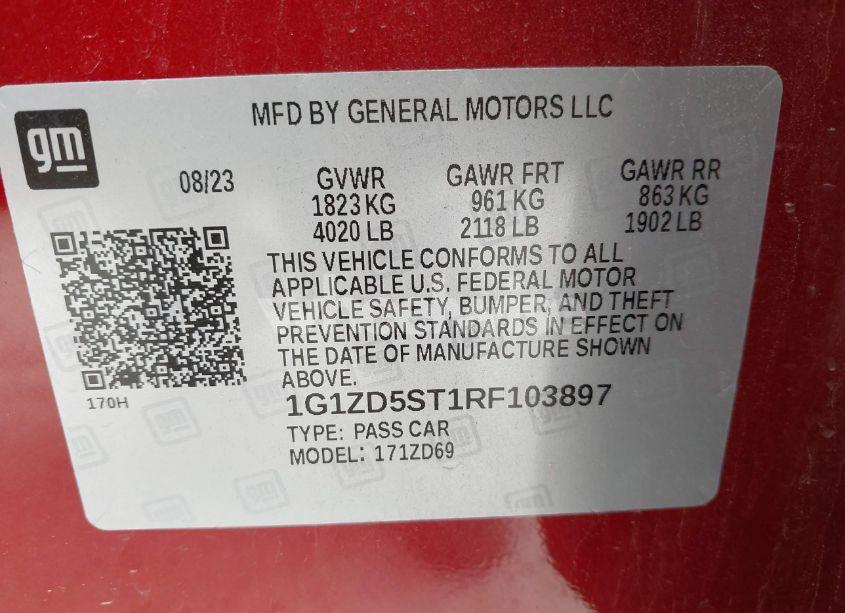 gm
MFD BY GENERAL MOTORS LLC
08/23 GVWR GAWR FRT GAWR RR
1823 KG 961 KG 863 KG
4020 LB 2118 LB 1902 LB
THIS VEHICLE CONFORMS TO ALL
APPLICABLE U.S. FEDERAL MOTOR
VEHICLE SAFETY, BUMPER, AND THEFT
PREVENTION STANDARDS IN EFFECT ON
THE DATE OF MANUFACTURE SHOWN
ABOVE.
170H
1G1ZD5ST1RF103897
TYPE: PASS CAR
MODEL: 171ZD69